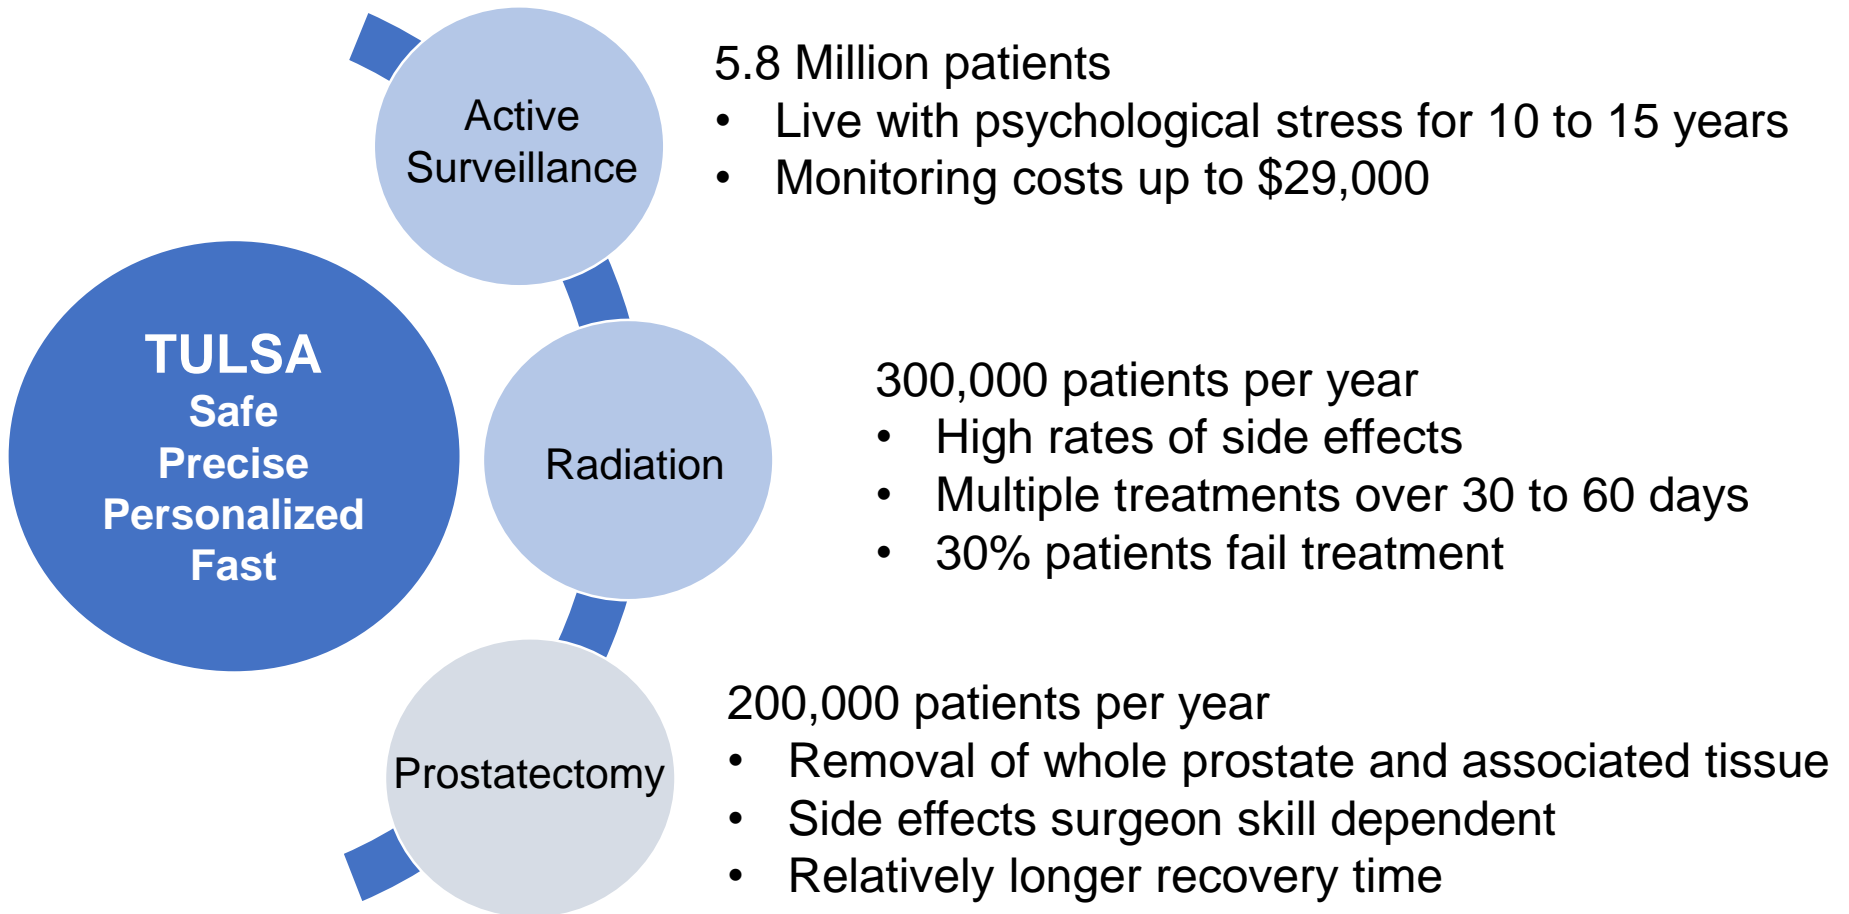 Active
Surveillance
5.8 Million patients
• Live with psychological stress for 10 to 15 years
• Monitoring costs up to $29,000
TULSA
Safe
Precise
Personalized
Fast
Radiation
300,000 patients per year
• High rates of side effects
• Multiple treatments over 30 to 60 days
• 30% patients fail treatment
Prostatectomy
200,000 patients per year
• Removal of whole prostate and associated tissue
• Side effects surgeon skill dependent
• Relatively longer recovery time